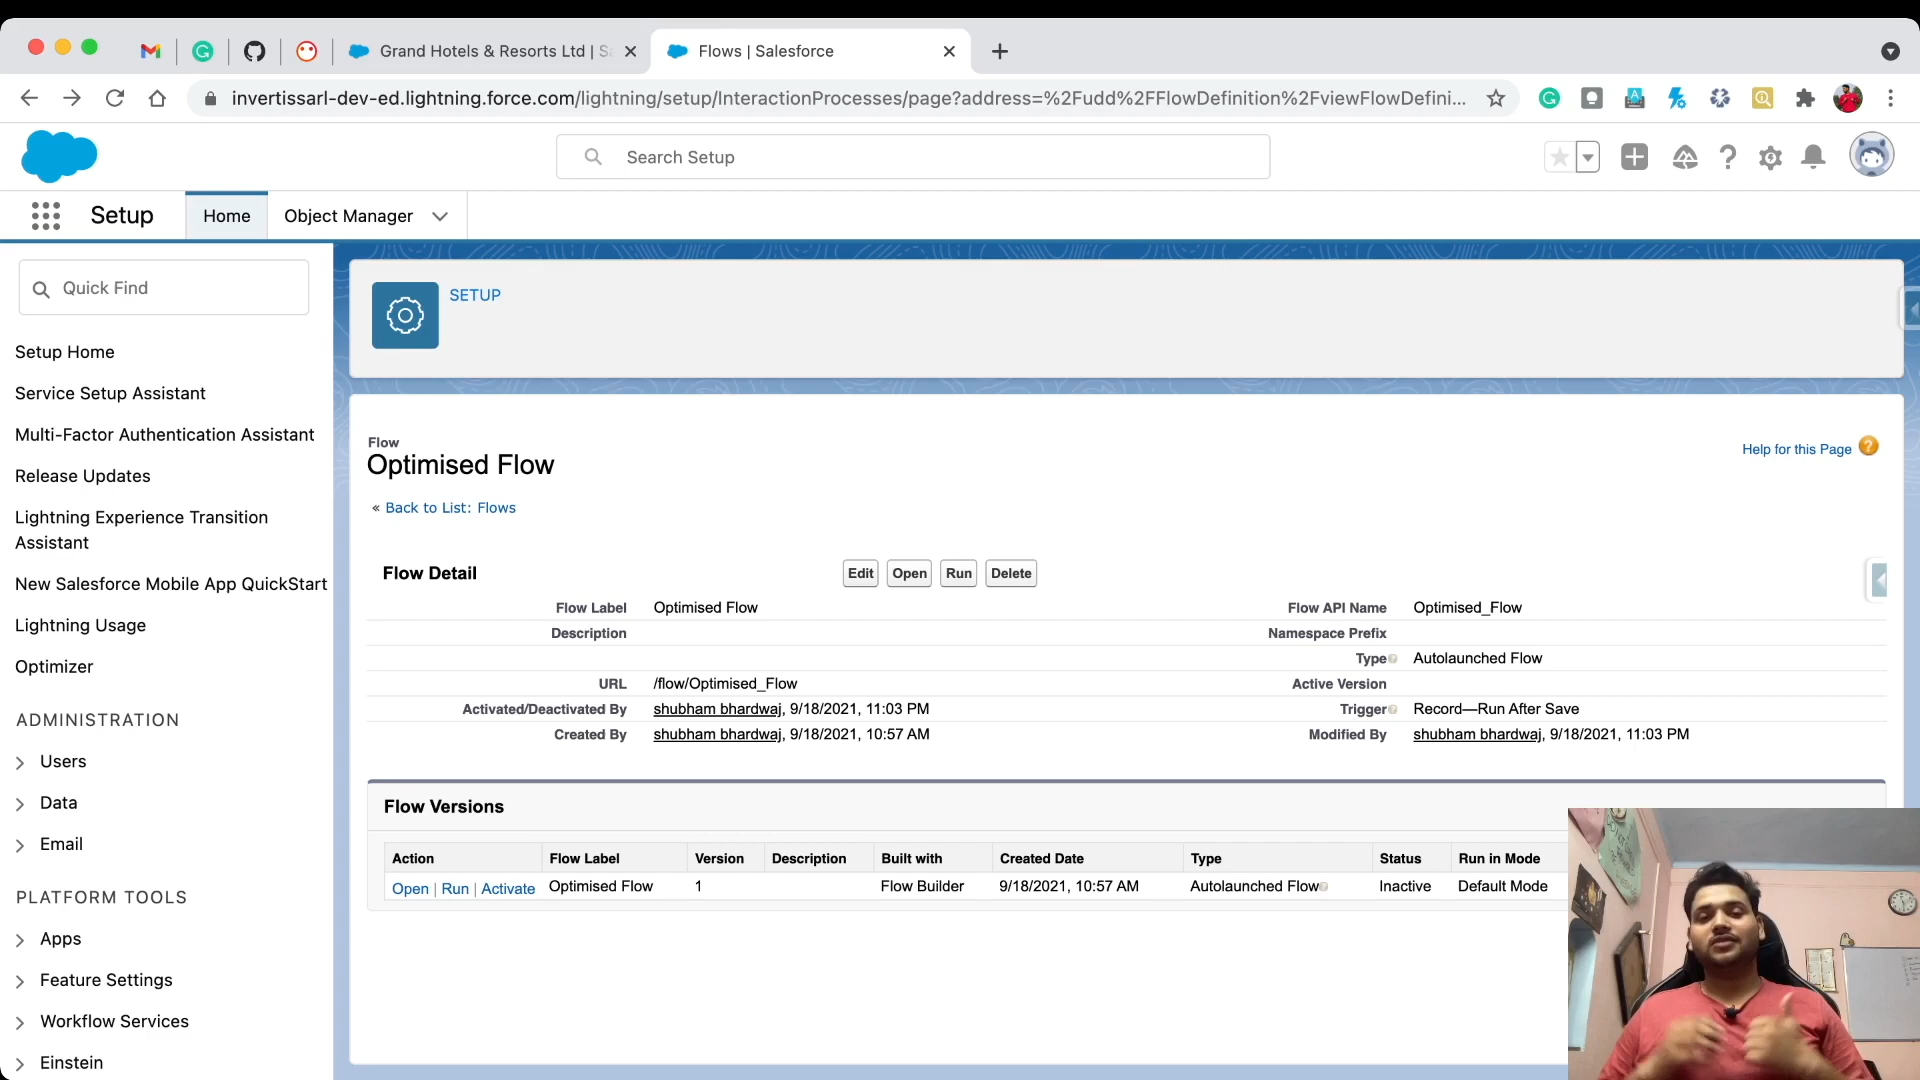 Grand Hotels & Resorts Ltd | Sa
Flows | Salesforce
invertissarl-dev-ed.lightning.force.com/lightning/setup/InteractionProcesses/page?address=%2Fudd%2FFlowDefinition%2FviewFlowDefini...
Search Setup
Setup
Home
Object Manager
Quick Find
Setup Home
Service Setup Assistant
Multi-Factor Authentication Assistant
Release Updates
Lightning Experience Transition
Assistant
New Salesforce Mobile App QuickStart
Lightning Usage
Optimizer
ADMINISTRATION
Users
Data
Email
PLATFORM TOOLS
Apps
Feature Settings
Workflow Services
Einstein
SETUP
Flow
Optimised Flow
Help for this Page
« Back to List: Flows
Flow Detail
Edit Open Run Delete
Flow Label Optimised Flow Flow API Name Optimised_Flow
Description Namespace Prefix
Type Autolaunched Flow
URL /flow/Optimised_Flow Active Version
Activated/Deactivated By shubham bhardwaj, 9/18/2021, 11:03 PM Trigger Record—Run After Save
Created By shubham bhardwaj, 9/18/2021, 10:57 AM Modified By shubham bhardwaj, 9/18/2021, 11:03 PM
Flow Versions
Action Flow Label Version Description Built with Created Date Type Status Run in Mode
Open | Run | Activate Optimised Flow 1 Flow Builder 9/18/2021, 10:57 AM Autolaunched Flow Inactive Default Mode